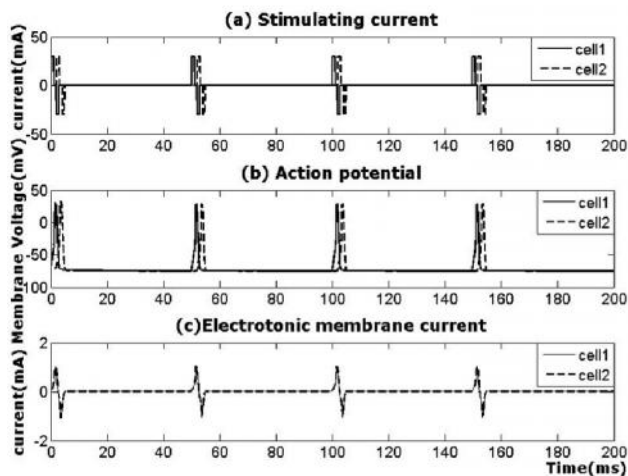 (a) Stimulating current
current(mA)
50
0
-50
cell1
cell2
0 20 40 60 80 100 120 140 160 180 200
(b) Action potential
Membrane Voltage(mV)
50
0
-50
-100
cell1
cell2
0 20 40 60 80 100 120 140 160 180 200
(c)Electrotonic membrane current
current(mA)
2
0
-2
cell1
cell2
0 20 40 60 80 100 120 140 160 180 200
Time(ms)